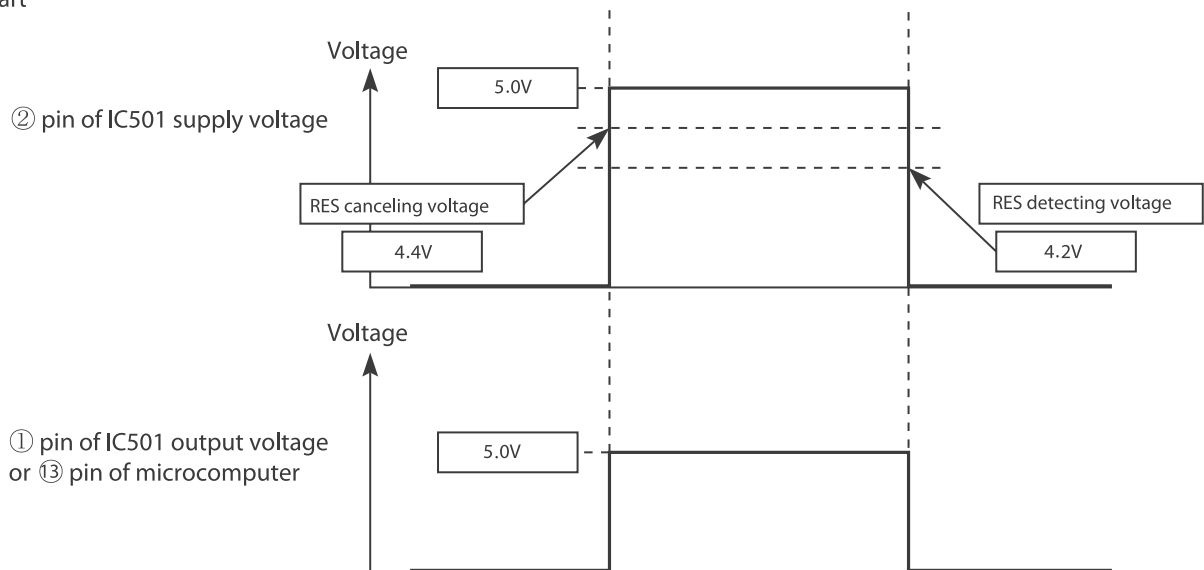 art
Voltage
5.0V
② pin of IC501 supply voltage
RES canceling voltage
RES detecting voltage
4.4V
4.2V
Voltage
① pin of IC501 output voltage
5.0V
or ⑬ pin of microcomputer